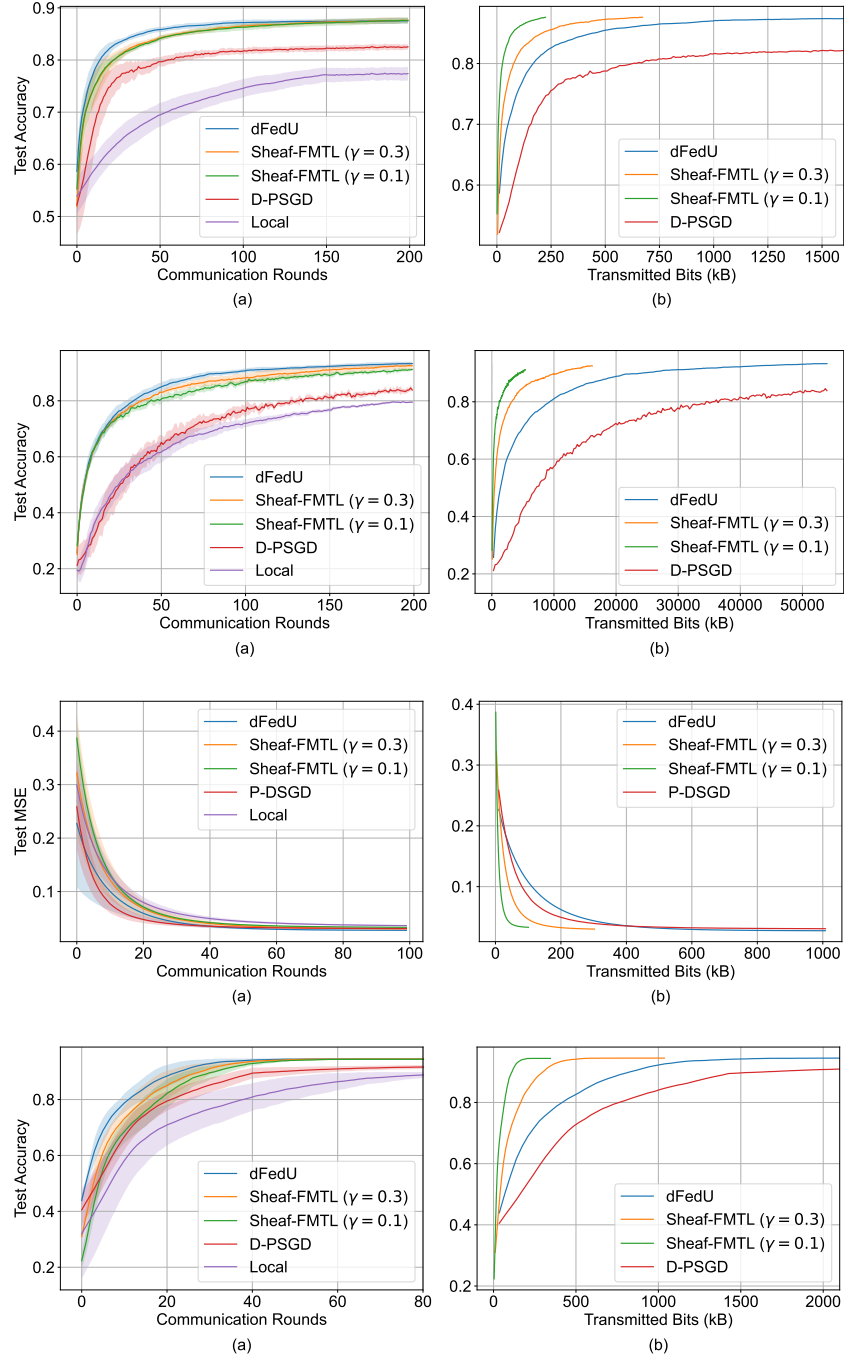 0.9
0.8
0.7
0.6
0.5
Test Accuracy
dFedU
Sheaf-FMTL (γ = 0.3)
Sheaf-FMTL (γ = 0.1)
D-PSGD
Local
0 50 100 150 200
Communication Rounds
(a)
0.8
0.7
0.6
dFedU
Sheaf-FMTL (γ = 0.3)
Sheaf-FMTL (γ = 0.1)
D-PSGD
0 250 500 750 1000 1250 1500
Transmitted Bits (kB)
(b)
0.8
0.6
0.4
0.2
Test Accuracy
dFedU
Sheaf-FMTL (γ = 0.3)
Sheaf-FMTL (γ = 0.1)
D-PSGD
Local
0 50 100 150 200
Communication Rounds
(a)
0.8
0.6
0.4
0.2
dFedU
Sheaf-FMTL (γ = 0.3)
Sheaf-FMTL (γ = 0.1)
D-PSGD
0 10000 20000 30000 40000 50000
Transmitted Bits (kB)
(b)
0.4
0.3
0.2
0.1
Test MSE
dFedU
Sheaf-FMTL (γ = 0.3)
Sheaf-FMTL (γ = 0.1)
P-DSGD
Local
0 20 40 60 80 100
Communication Rounds
(a)
0.4
0.3
0.2
0.1
dFedU
Sheaf-FMTL (γ = 0.3)
Sheaf-FMTL (γ = 0.1)
P-DSGD
0 200 400 600 800 1000
Transmitted Bits (kB)
(b)
0.8
0.6
0.4
0.2
Test Accuracy
dFedU
Sheaf-FMTL (γ = 0.3)
Sheaf-FMTL (γ = 0.1)
D-PSGD
Local
0 20 40 60 80
Communication Rounds
(a)
0.8
0.6
0.4
0.2
dFedU
Sheaf-FMTL (γ = 0.3)
Sheaf-FMTL (γ = 0.1)
D-PSGD
0 500 1000 1500 2000
Transmitted Bits (kB)
(b)